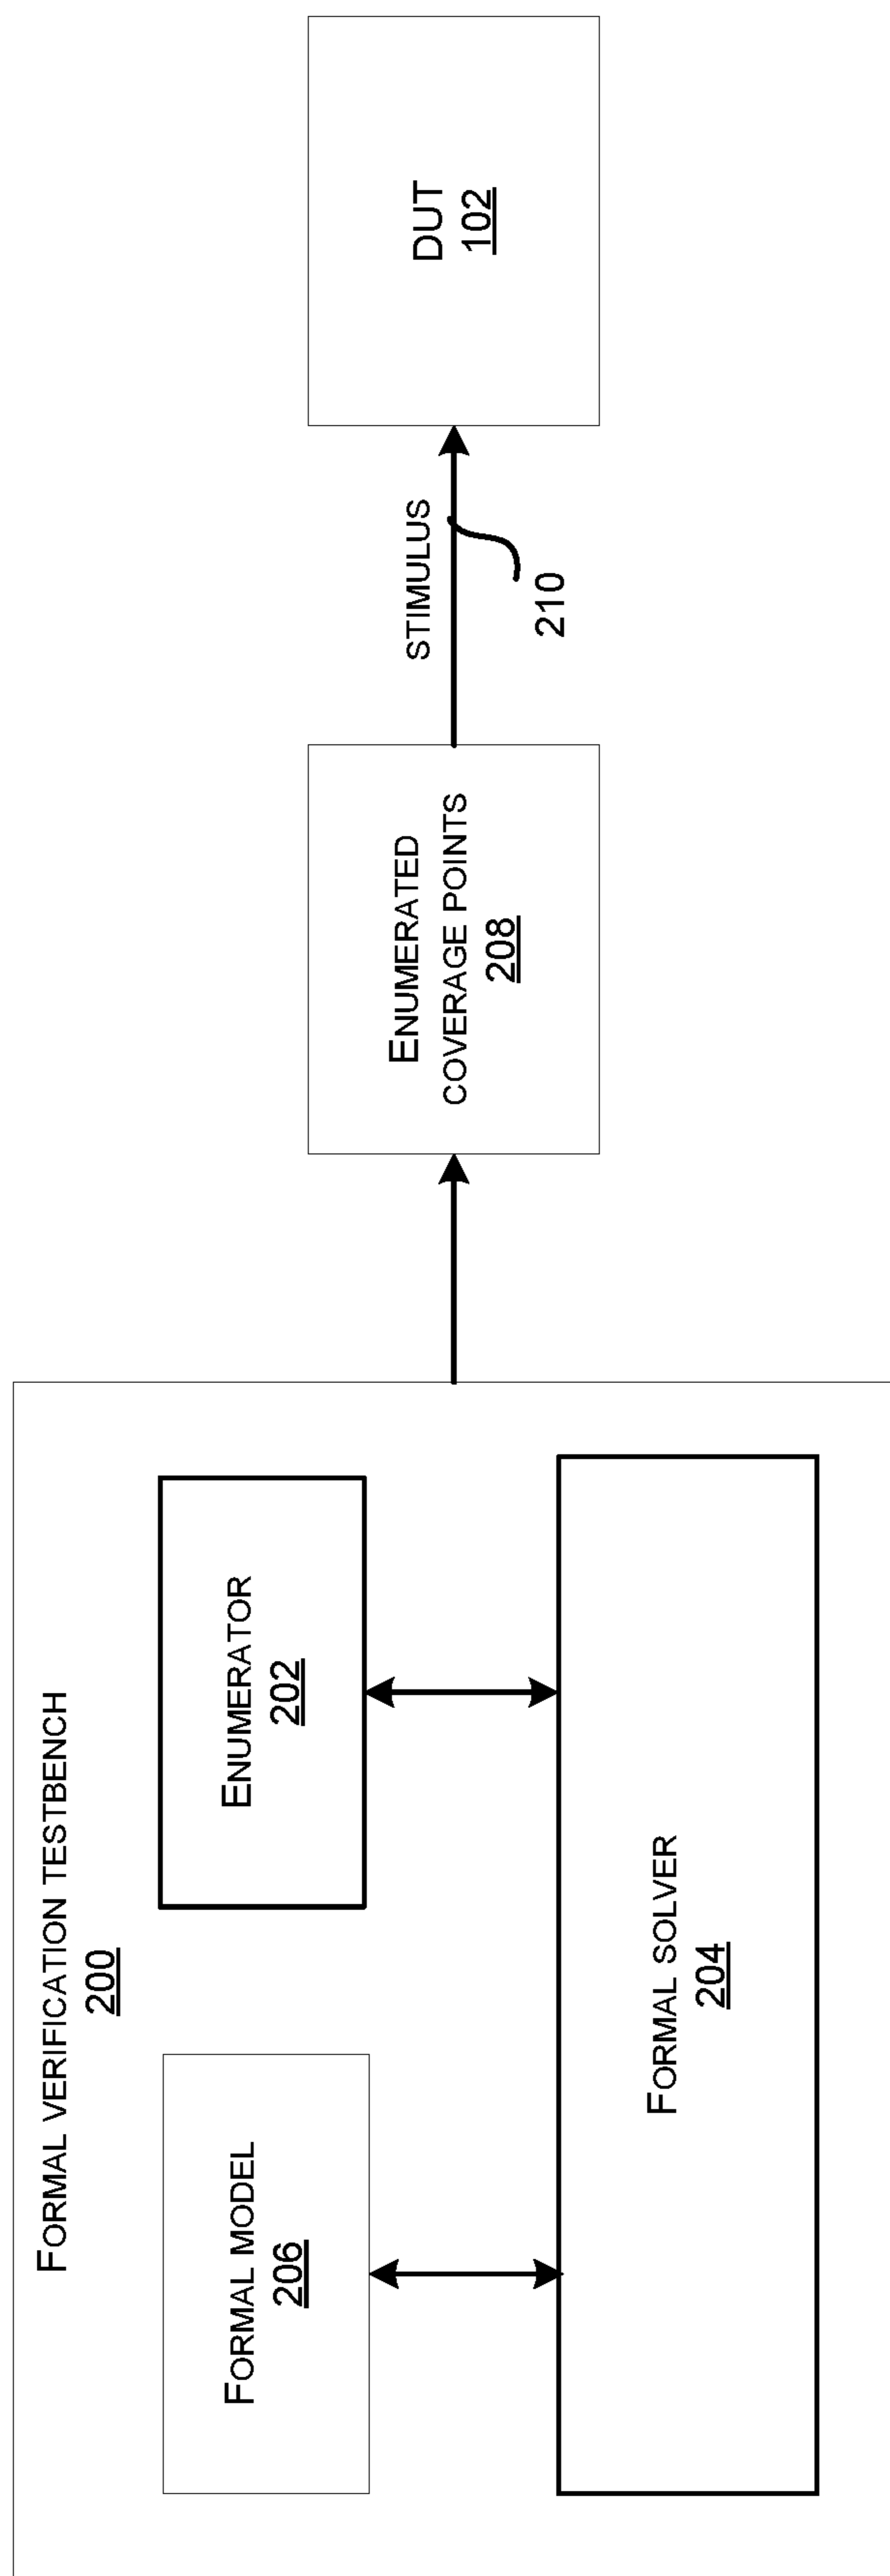 FORMAL VERIFICATION TESTBENCH
200
FORMAL MODEL
206
ENUMERATOR
202
FORMAL SOLVER
204
ENUMERATED
COVERAGE POINTS
208
STIMULUS
210
DUT
102